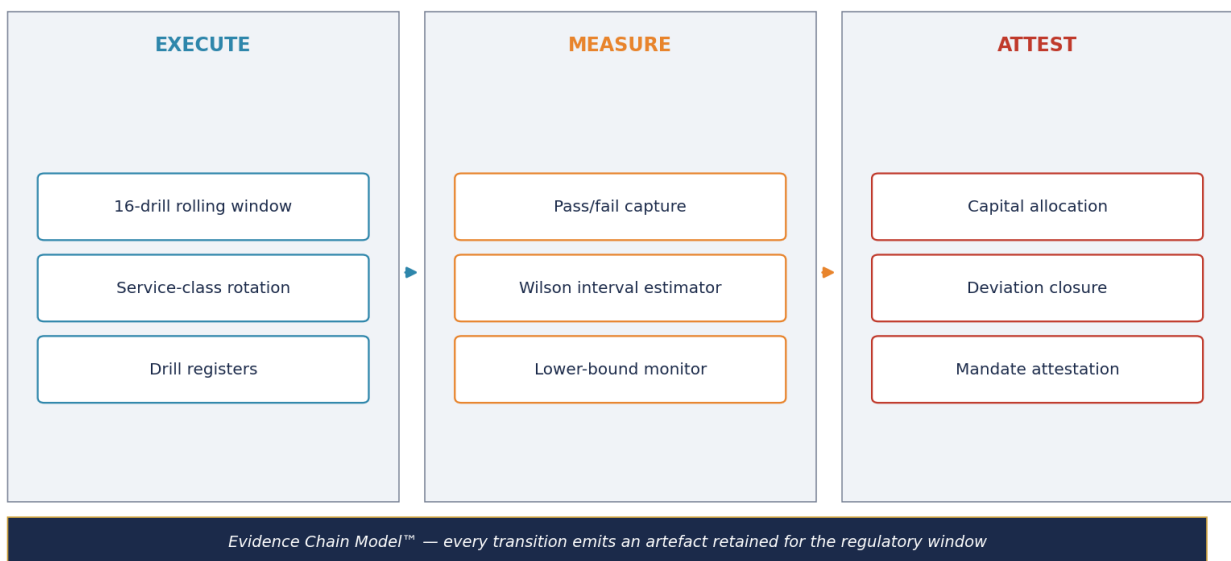 EXECUTE
16-drill rolling window
Service-class rotation
Drill registers
MEASURE
Pass/fail capture
Wilson interval estimator
Lower-bound monitor
ATTEST
Capital allocation
Deviation closure
Mandate attestation
Evidence Chain Model™ — every transition emits an artefact retained for the regulatory window